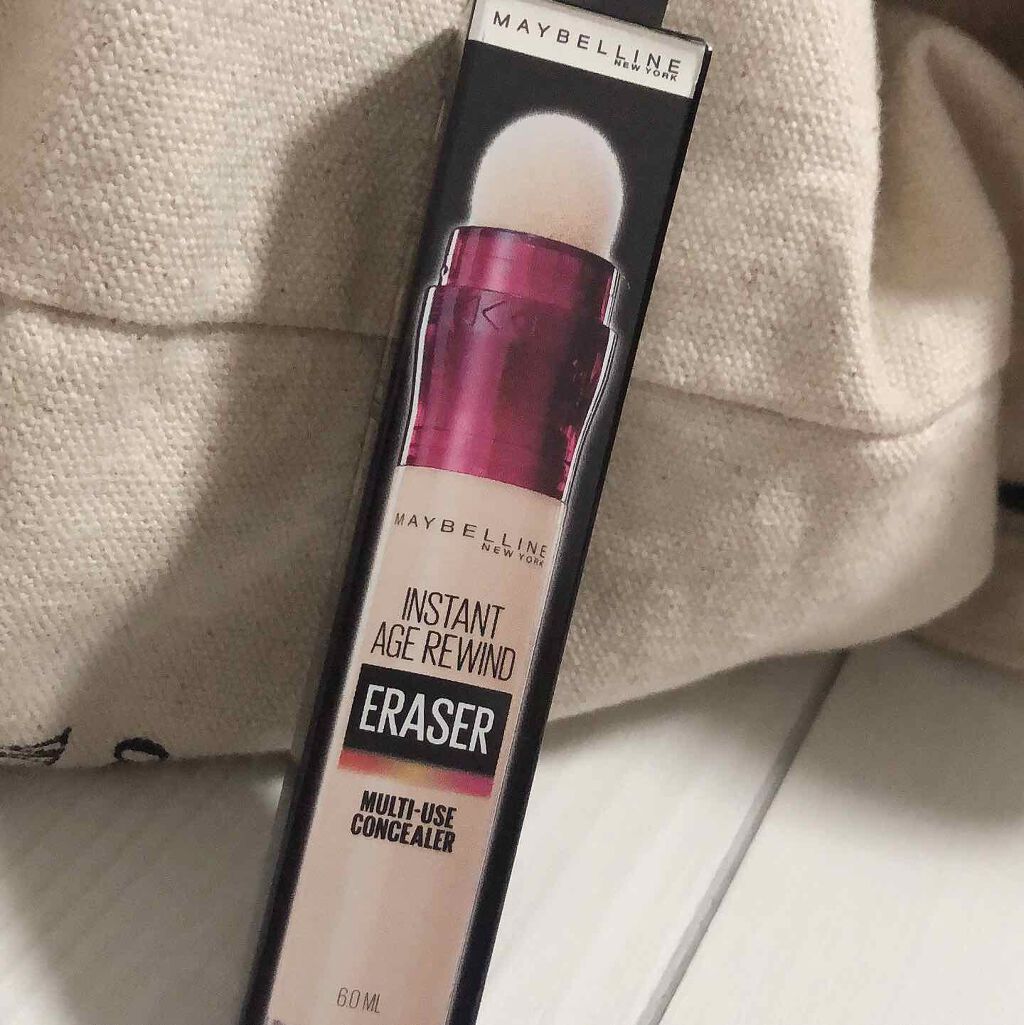 MAYBELLINE
NEW YORK
MAYBELLINE
NEW YORK
INSTANT
AGE REWIND
ERASER
MULTI-USE
CONCEALER
6.0 ML